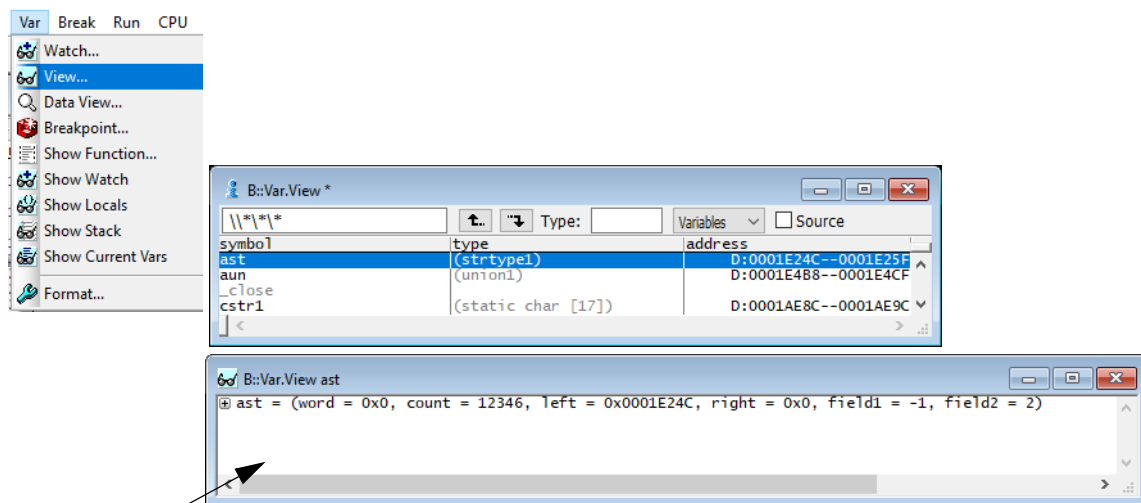 Var Break Run CPU
Watch...
View...
Data View...
Breakpoint...
Show Function...
Show Watch
Show Locals
Show Stack
Show Current Vars
Format...
B::Var.View *
\\*\*\* Type: Variables Source
symbol type address
ast (strtype1) D:0001E24C--0001E25F
aun (union1) D:0001E4B8--0001E4CF
_close
cstr1 (static char [17]) D:0001AE8C--0001AE9C
B::Var.View ast
ast = (word = 0x0, count = 12346, left = 0x0001E24C, right = 0x0, field1 = -1, field2 = 2)